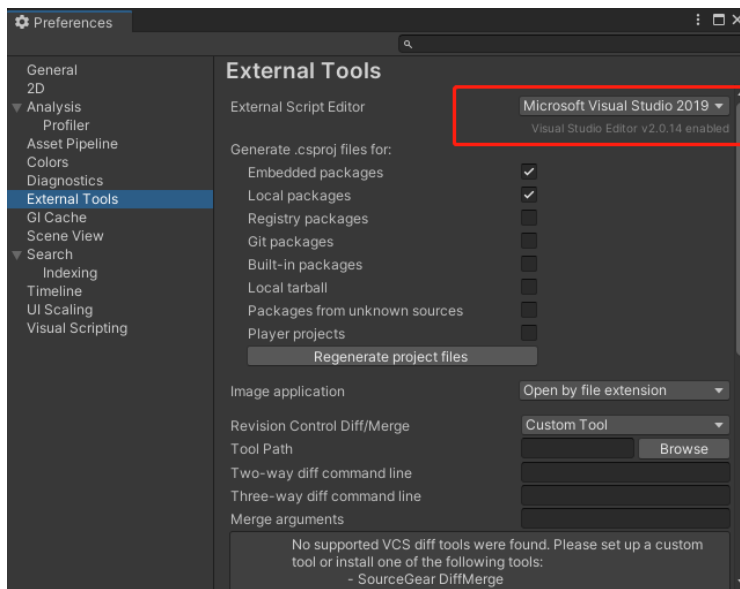 Preferences
General
2D
Analysis
Profiler
Asset Pipeline
Colors
Diagnostics
External Tools
GI Cache
Scene View
Search
Indexing
Timeline
UI Scaling
Visual Scripting
External Tools
External Script Editor
Microsoft Visual Studio 2019
Visual Studio Editor v2.0.14 enabled
Generate .csproj files for:
Embedded packages
Local packages
Registry packages
Git packages
Built-in packages
Local tarball
Packages from unknown sources
Player projects
Regenerate project files
Image application
Open by file extension
Revision Control Diff/Merge
Custom Tool
Tool Path
Browse
Two-way diff command line
Three-way diff command line
Merge arguments
No supported VCS diff tools were found. Please set up a custom
tool or install one of the following tools:
- SourceGear DiffMerge